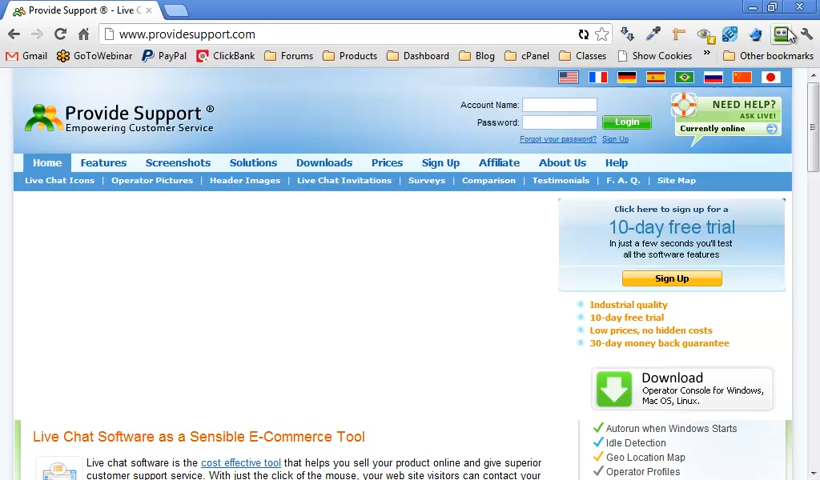 Provide Support ® - Live C
www.providesupport.com
Gmail GoToWebinar PayPal ClickBank Forum Products Dashboard Blog cPanel Classes Show Cookies » Other bookmarks
Provide Support ®
Empowering Customer Service
Account Name:
Password:
Login
Forgot your password? Sign Up
NEED HELP?
ASK LIVE!
Currently online
Home Features Screenshots Solutions Downloads Prices Sign Up Affiliate About Us Help
Live Chat Icons Operator Pictures Header Images Live Chat Invitations Surveys Comparison Testimonials F. A. Q. Site Map
Click here to sign up for a
10-day free trial
In just a few seconds you'll test
all the software features
Sign Up
Industrial quality
10-day free trial
Low prices, no hidden costs
30-day money back guarantee
Download
Operator Console for Windows,
Mac OS, Linux.
Live Chat Software as a Sensible E-Commerce Tool
Live chat software is the cost effective tool that helps you sell your product online and give superior
customer support service. With just the click of the mouse, your web site visitors can contact your
Autorun when Windows Starts
Idle Detection
Geo Location Map
Operator Profiles